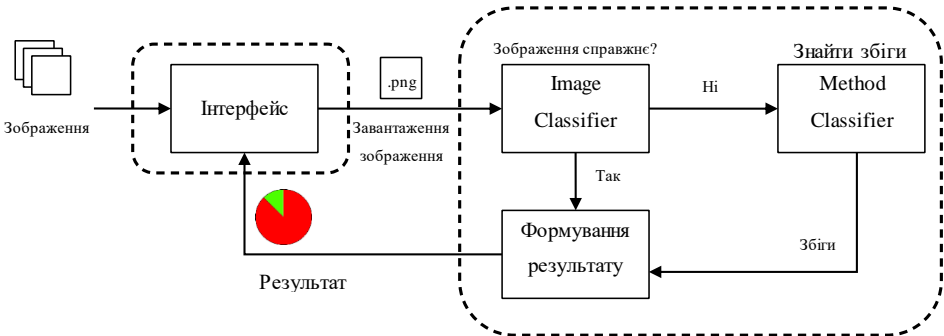 Зображення справжнє?
Знайти збіги
.png
Image
Classifier
Method
Classifier
Ні
Інтерфейс
Зображення
Завантаження
зображення
Так
Формування
результату
Збіги
Результат